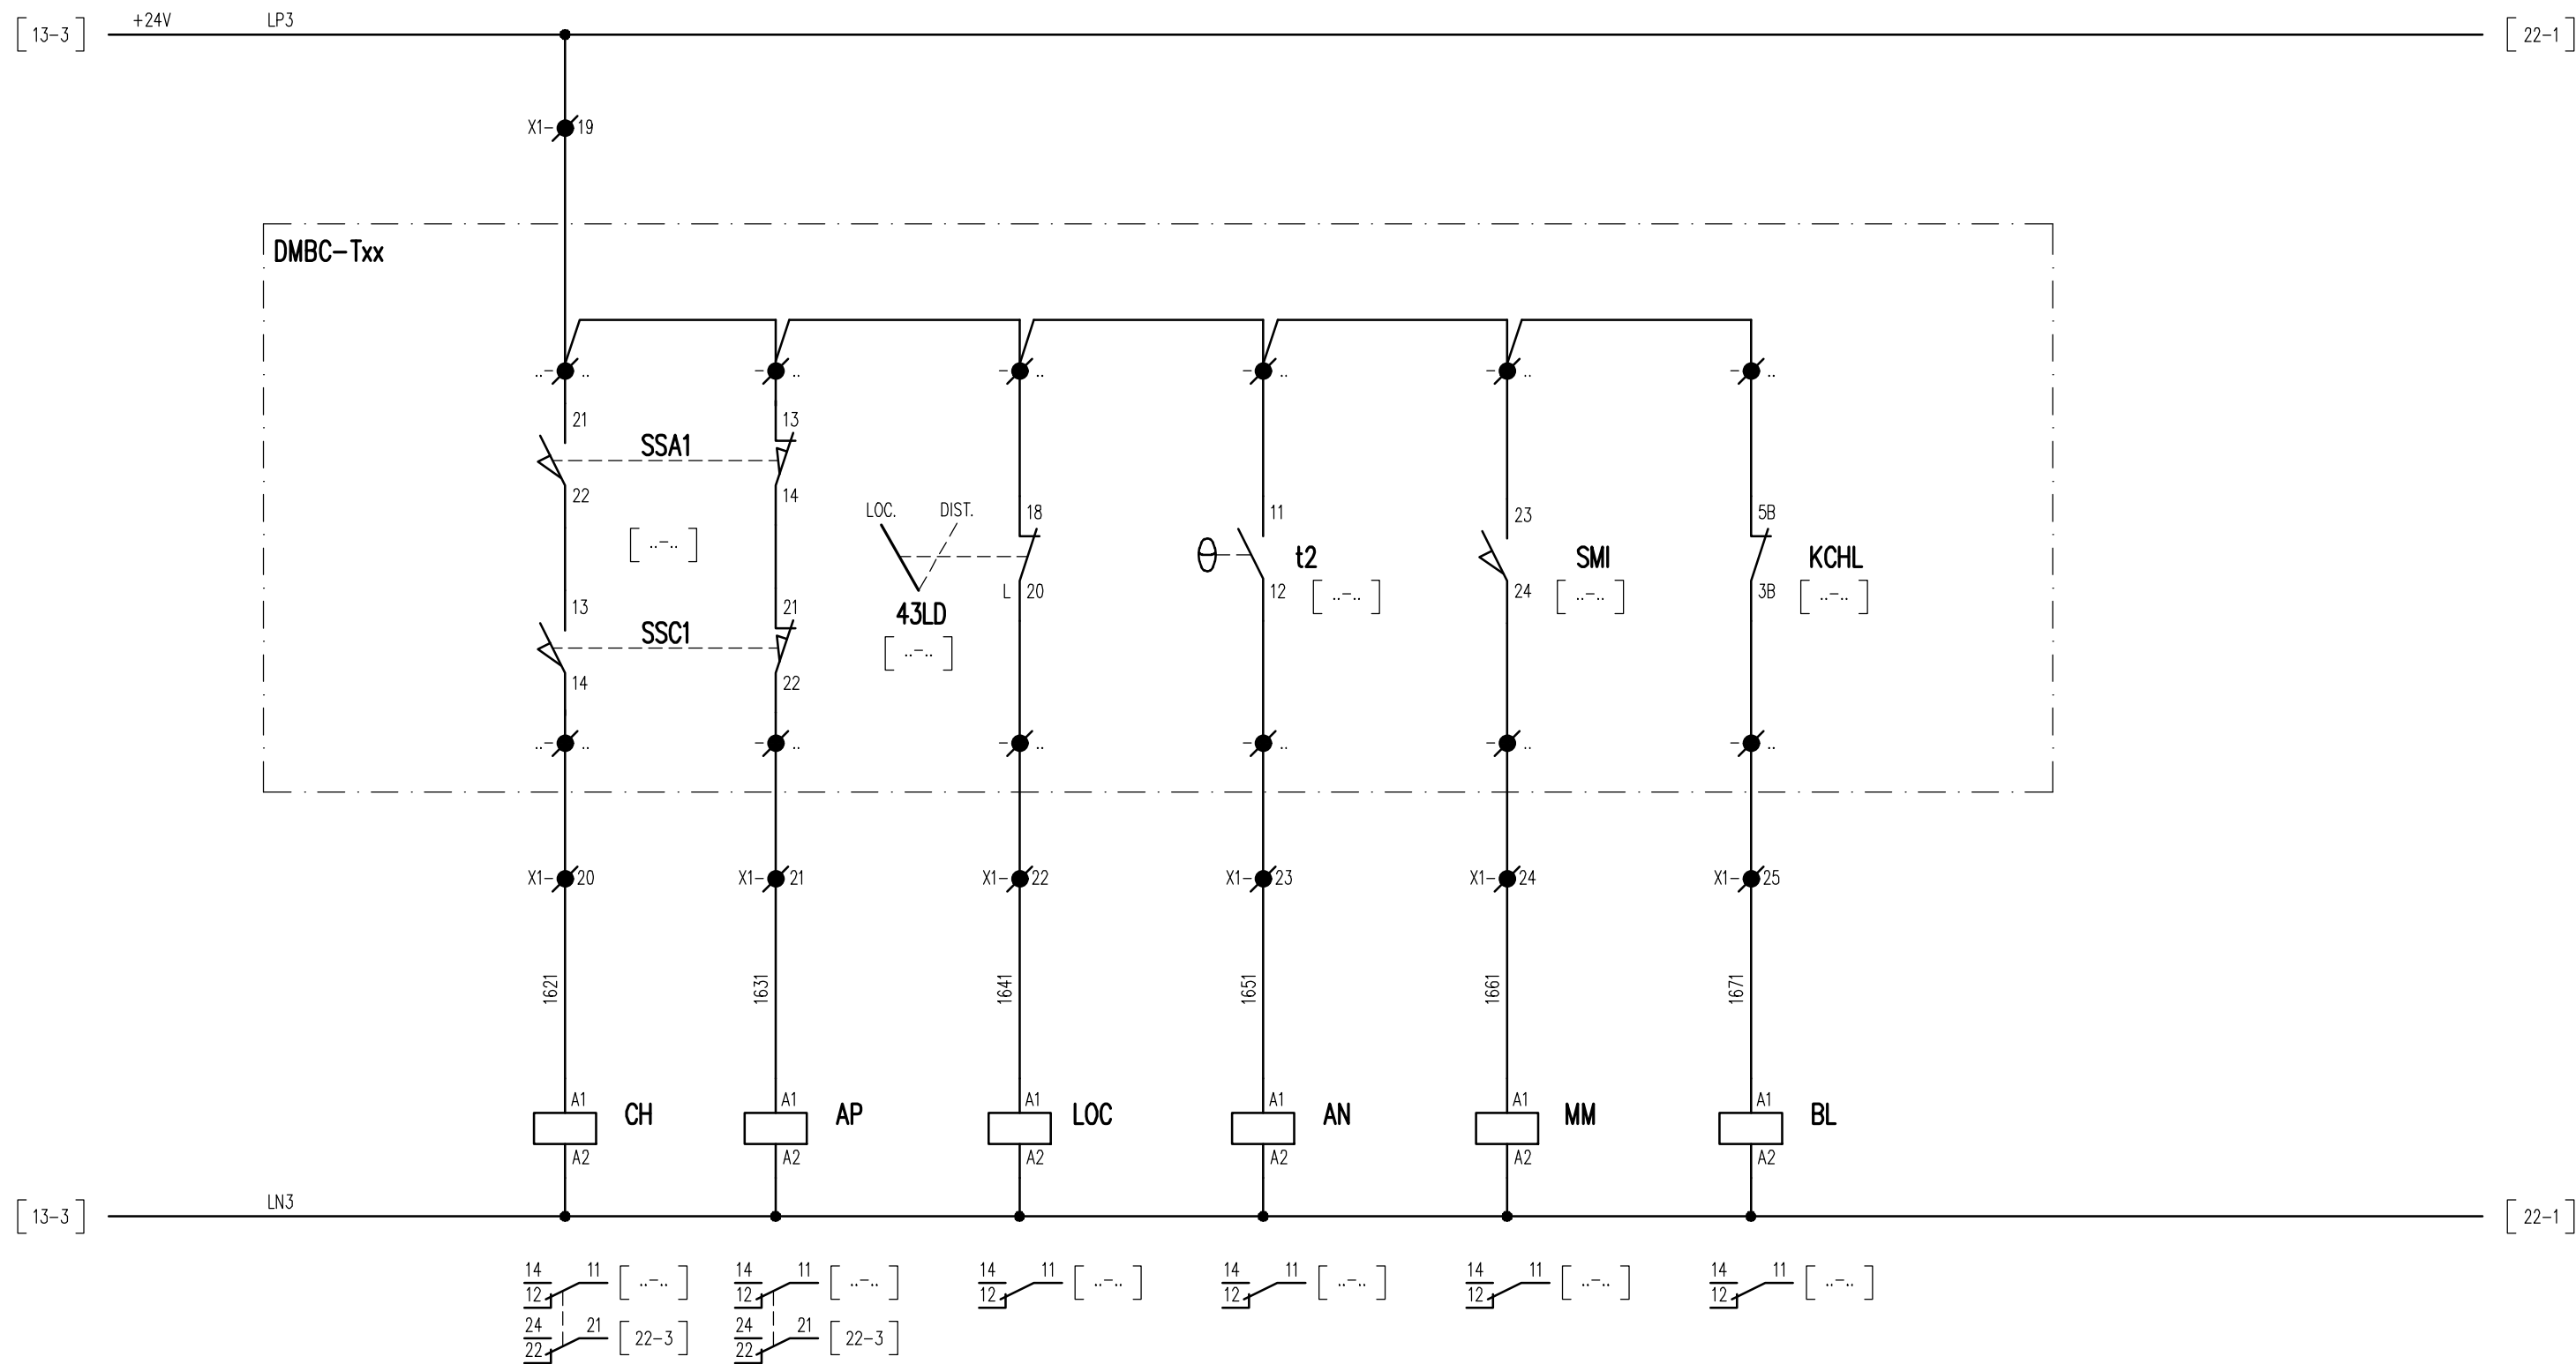 [ 13-3 ] +24V LP3 [ 22-1 ]
X1- 19
DMBC-Txx
..- .. - .. - .. - .. - .. - ..
21 13
SSA1
22 14
LOC. DIST. 18 11 23 5B
[ ..-.. ] t2 SMI KCHL
L 20 12 [ ..-.. ] 24 [ ..-.. ] 3B [ ..-.. ]
13 21 43LD
SSC1 [ ..-.. ]
14 22
..- .. - .. - .. - .. - .. - ..
X1- 20 X1- 21 X1- 22 X1- 23 X1- 24 X1- 25
1621 1631 1641 1651 1661 1671
A1 CH A1 AP A1 LOC A1 AN A1 MM A1 BL
A2 A2 A2 A2 A2 A2
[ 13-3 ] LN3 [ 22-1 ]
14 11 [ ..-.. ] 14 11 [ ..-.. ] 14 11 [ ..-.. ] 14 11 [ ..-.. ] 14 11 [ ..-.. ] 14 11 [ ..-.. ]
12 12 12 12 12 12
24 21 [ 22-3 ] 24 21 [ 22-3 ]
22 22